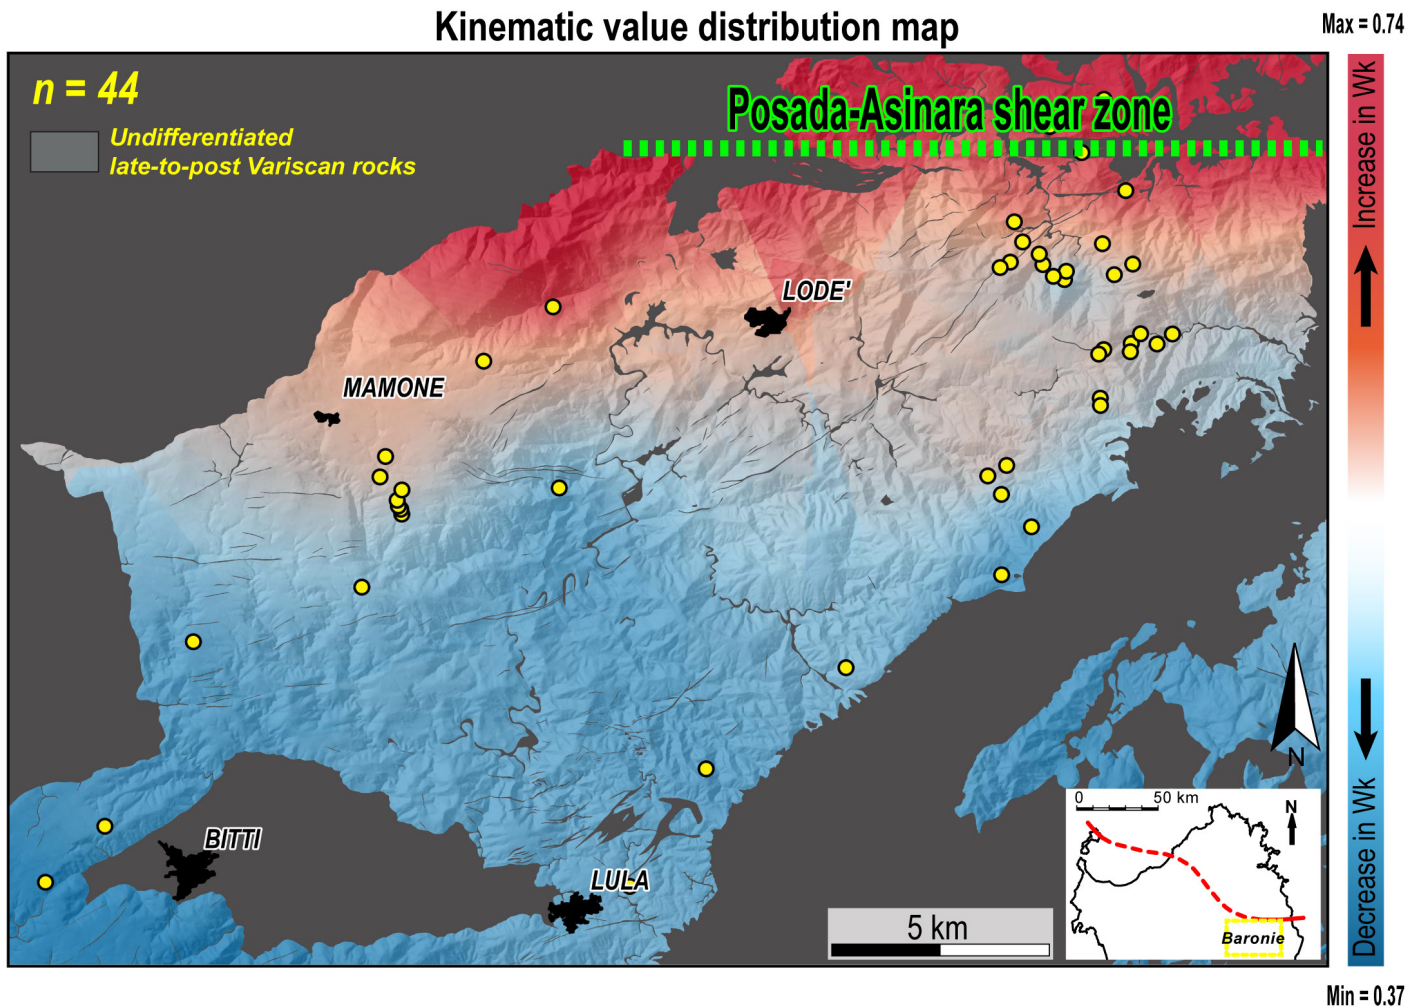 Kinematic value distribution map
Max = 0.74
n = 44
Undifferentiated
late-to-post Variscan rocks
Posada-Asinara shear zone
Increase in Wk
LODE'
MAMONE
BITTI
LULA
N
5 km
0 50 km
N
Baronie
Decrease in Wk
Min = 0.37